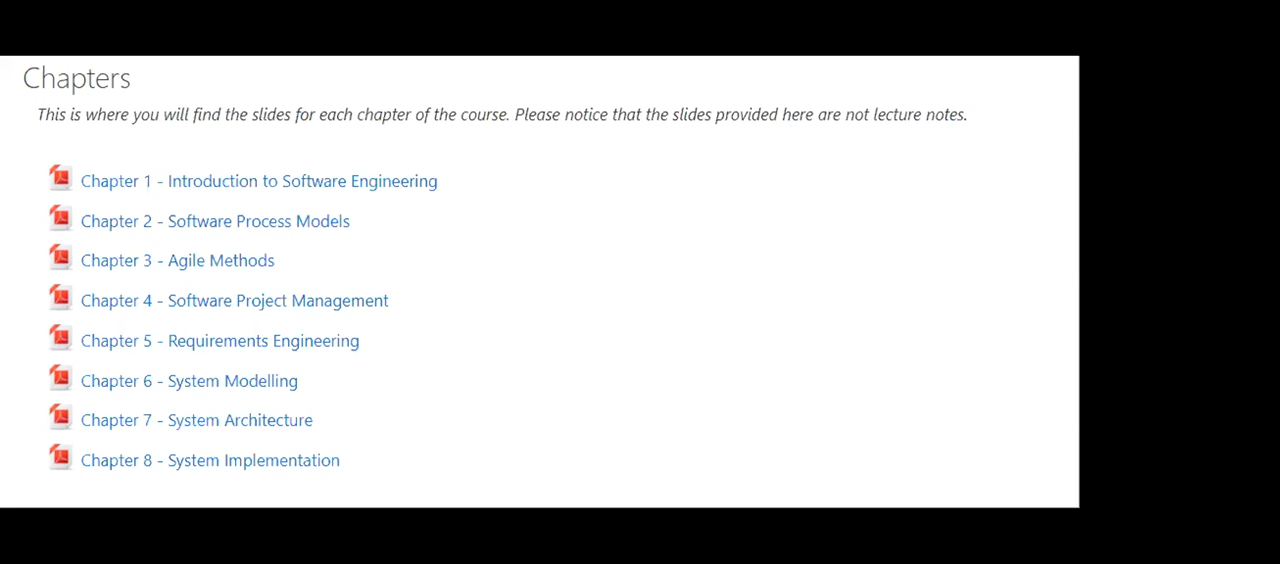 Chapters
This is where you will find the slides for each chapter of the course. Please notice that the slides provided here are not lecture notes.
Chapter 1 - Introduction to Software Engineering
Chapter 2 - Software Process Models
Chapter 3 - Agile Methods
Chapter 4 - Software Project Management
Chapter 5 - Requirements Engineering
Chapter 6 - System Modelling
Chapter 7 - System Architecture
Chapter 8 - System Implementation